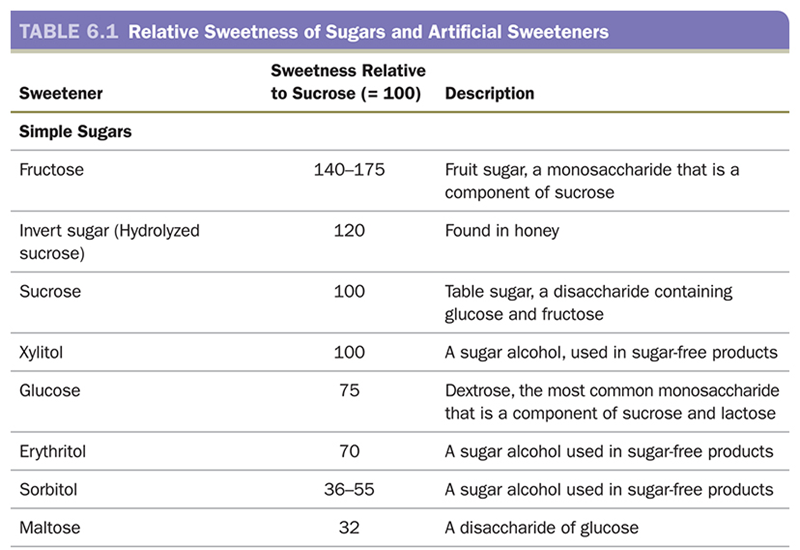 TABLE 6.1 Relative Sweetness of Sugars and Artificial Sweeteners
Sweetness Relative
Sweetener to Sucrose (= 100) Description
Simple Sugars
Fructose 140–175 Fruit sugar, a monosaccharide that is a
component of sucrose
Invert sugar (Hydrolyzed 120 Found in honey
sucrose)
Sucrose 100 Table sugar, a disaccharide containing
glucose and fructose
Xylitol 100 A sugar alcohol, used in sugar-free products
Glucose 75 Dextrose, the most common monosaccharide
that is a component of sucrose and lactose
Erythritol 70 A sugar alcohol used in sugar-free products
Sorbitol 36–55 A sugar alcohol used in sugar-free products
Maltose 32 A disaccharide of glucose